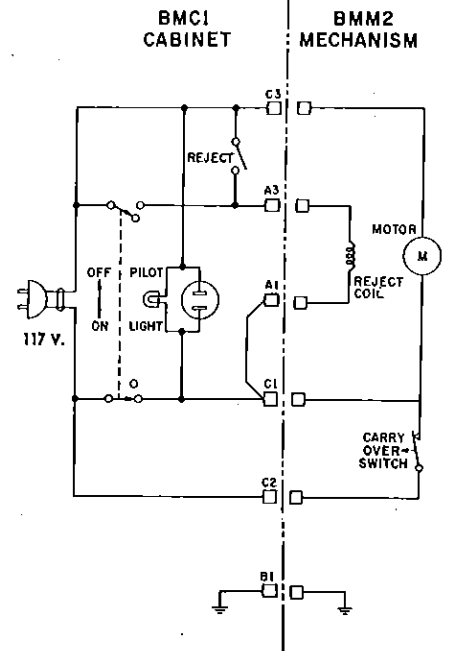 BMC1
CABINET
BMM2
MECHANISM
C3
REJECT
A3
MOTOR
M
OFF
PILOT
REJECT
COIL
A1
ON
LIGHT
117 V.
O
C1
CARRY
OVER
SWITCH
C2
B1